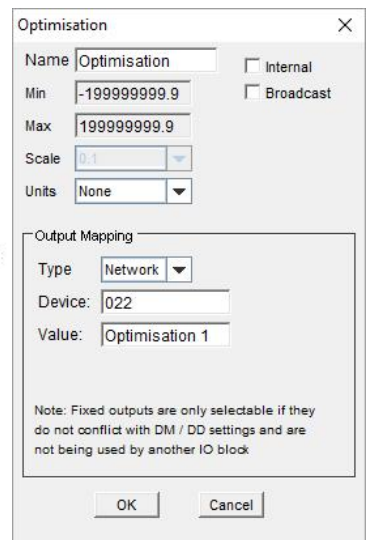 Optimisation
Name Optimisation
Internal
Min -199999999.9
Broadcast
Max 199999999.9
Scale 0.1
Units None
Output Mapping
Type Network
Device: 022
Value: Optimisation 1
Note: Fixed outputs are only selectable if they
do not conflict with DM / DD settings and are
not being used by another IO block
OK Cancel